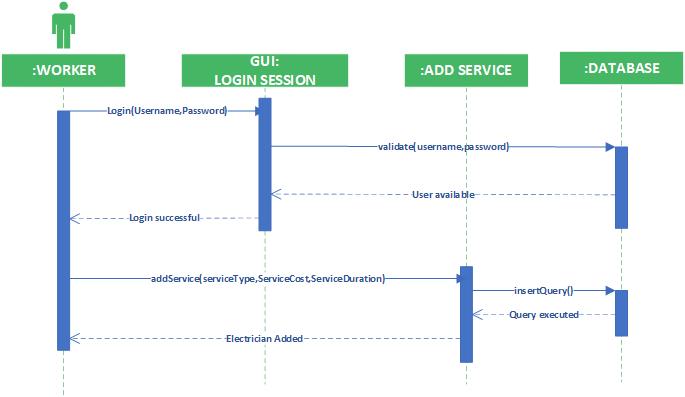 :WORKER
GUI:
LOGIN SESSION
:ADD SERVICE
:DATABASE
Login(Username,Password)
validate(username,password)
User available
Login successful
addService(serviceType,ServiceCost,ServiceDuration)
insertQuery()
Query executed
Electrician Added